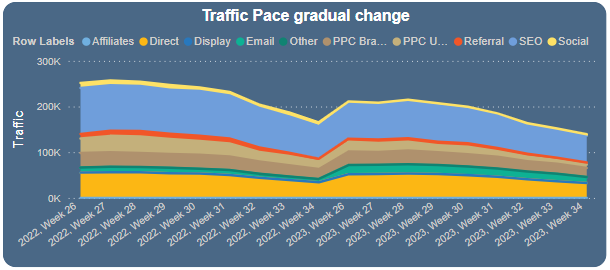 Traffic Pace gradual change
Row Labels Affiliates Direct Display Email Other PPC Bra... PPC U... Referral SEO Social
300K
200K
100K
0K
Traffic
2022, Week 26
2022, Week 27
2022, Week 28
2022, Week 29
2022, Week 30
2022, Week 31
2022, Week 32
2022, Week 33
2022, Week 34
2023, Week 26
2023, Week 27
2023, Week 28
2023, Week 29
2023, Week 30
2023, Week 31
2023, Week 32
2023, Week 33
2023, Week 34